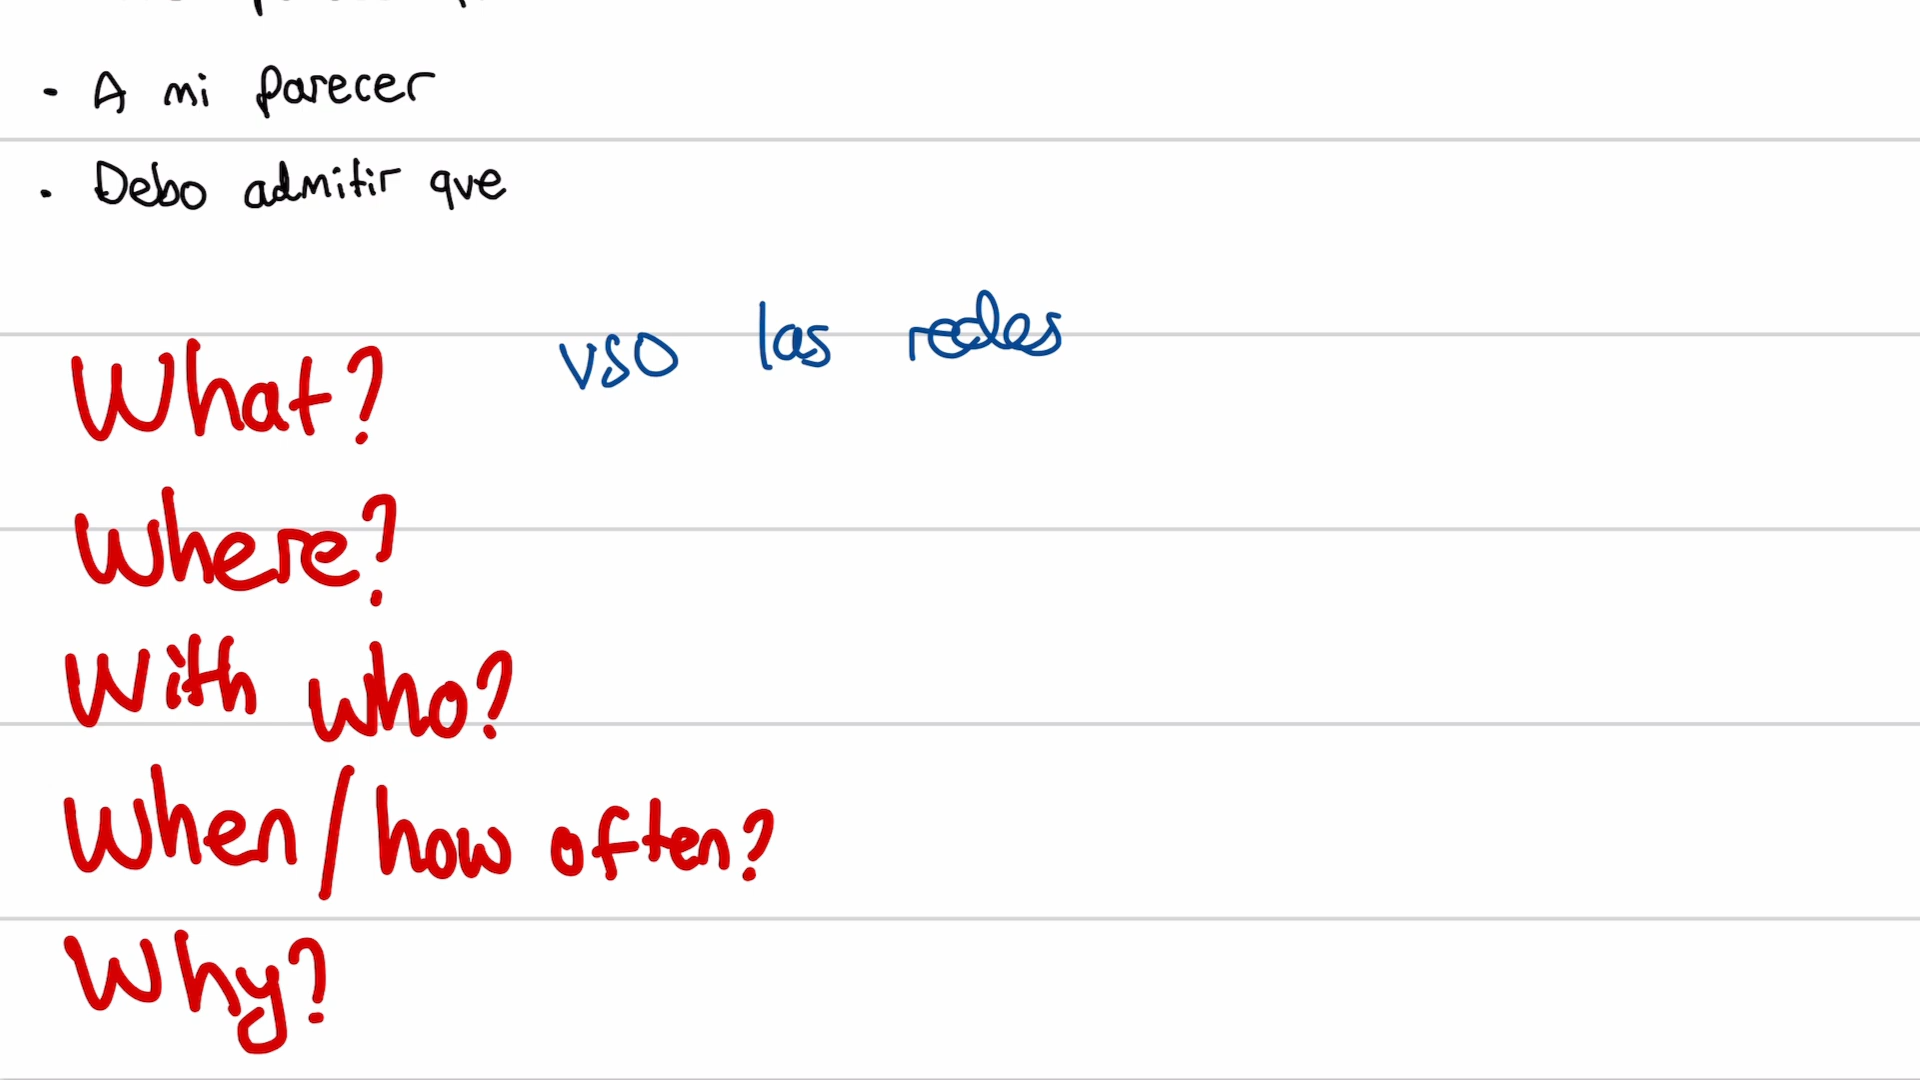 · A mi parecer
· Debo admitir que
What? uso las redes
Where?
With who?
When/how often?
Why?